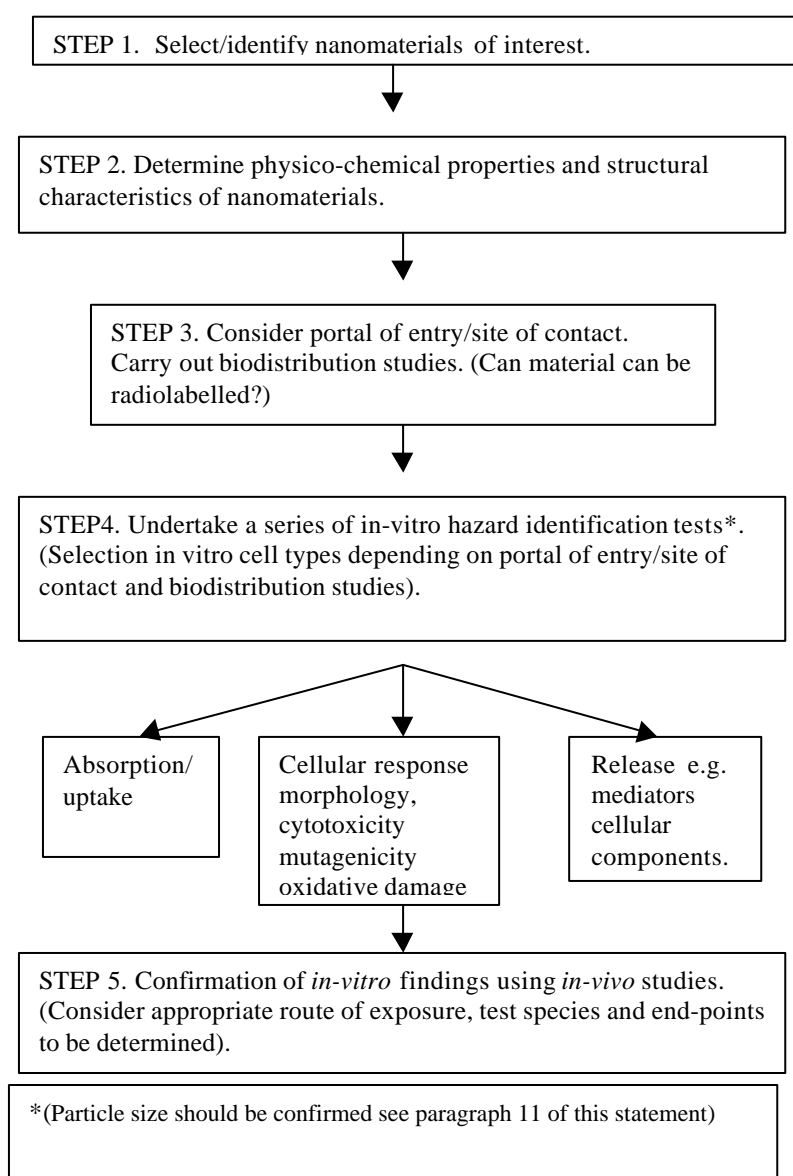 STEP 1. Select/identify nanomaterials of interest.
STEP 2. Determine physico-chemical properties and structural
characteristics of nanomaterials.
STEP 3. Consider portal of entry/site of contact.
Carry out biodistribution studies. (Can material can be
radiolabelled?)
STEP4. Undertake a series of in-vitro hazard identification tests*.
(Selection in vitro cell types depending on portal of entry/site of
contact and biodistribution studies).
Absorption/
uptake
Cellular response
morphology,
cytotoxicity
mutagenicity
oxidative damage
Release e.g.
mediators
cellular
components.
STEP 5. Confirmation of in-vitro findings using in-vivo studies.
(Consider appropriate route of exposure, test species and end-points
to be determined).
*(Particle size should be confirmed see paragraph 11 of this statement)